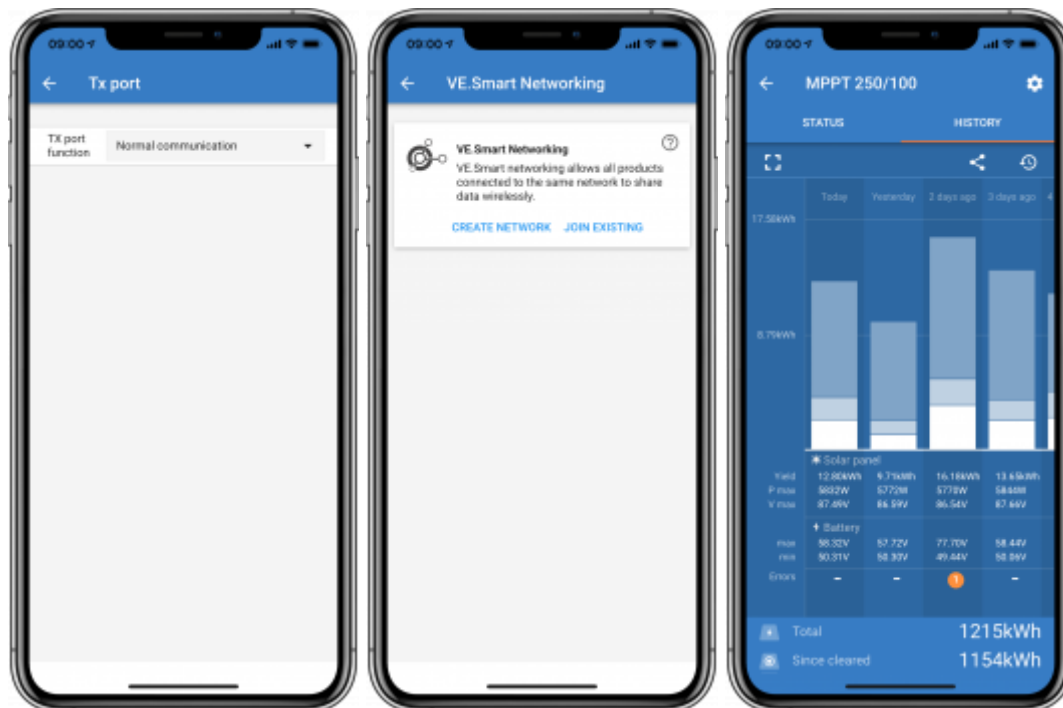 09:00
Tx port
TX port function
Normal communication
09:00
VE.Smart Networking
VE.Smart Networking
VE.Smart networking allows all products
connected to the same network to share
data wirelessly.
CREATE NETWORK JOIN EXISTING
09:00
MPPT 250/100
STATUS HISTORY
Today Yesterday 2 days ago 3 days ago 4
17.58kWh
8.79kWh
Solar panel
Yield 12.80kWh 9.71kWh 16.18kWh 13.65kWh
P max 5832W 5772W 5770W 5844W
V max 87.49V 86.59V 86.54V 87.66V
Battery
max 58.32V 57.72V 77.70V 58.44V
min 50.31V 50.30V 49.44V 50.06V
Errors - - 1 -
Total 1215kWh
Since cleared 1154kWh